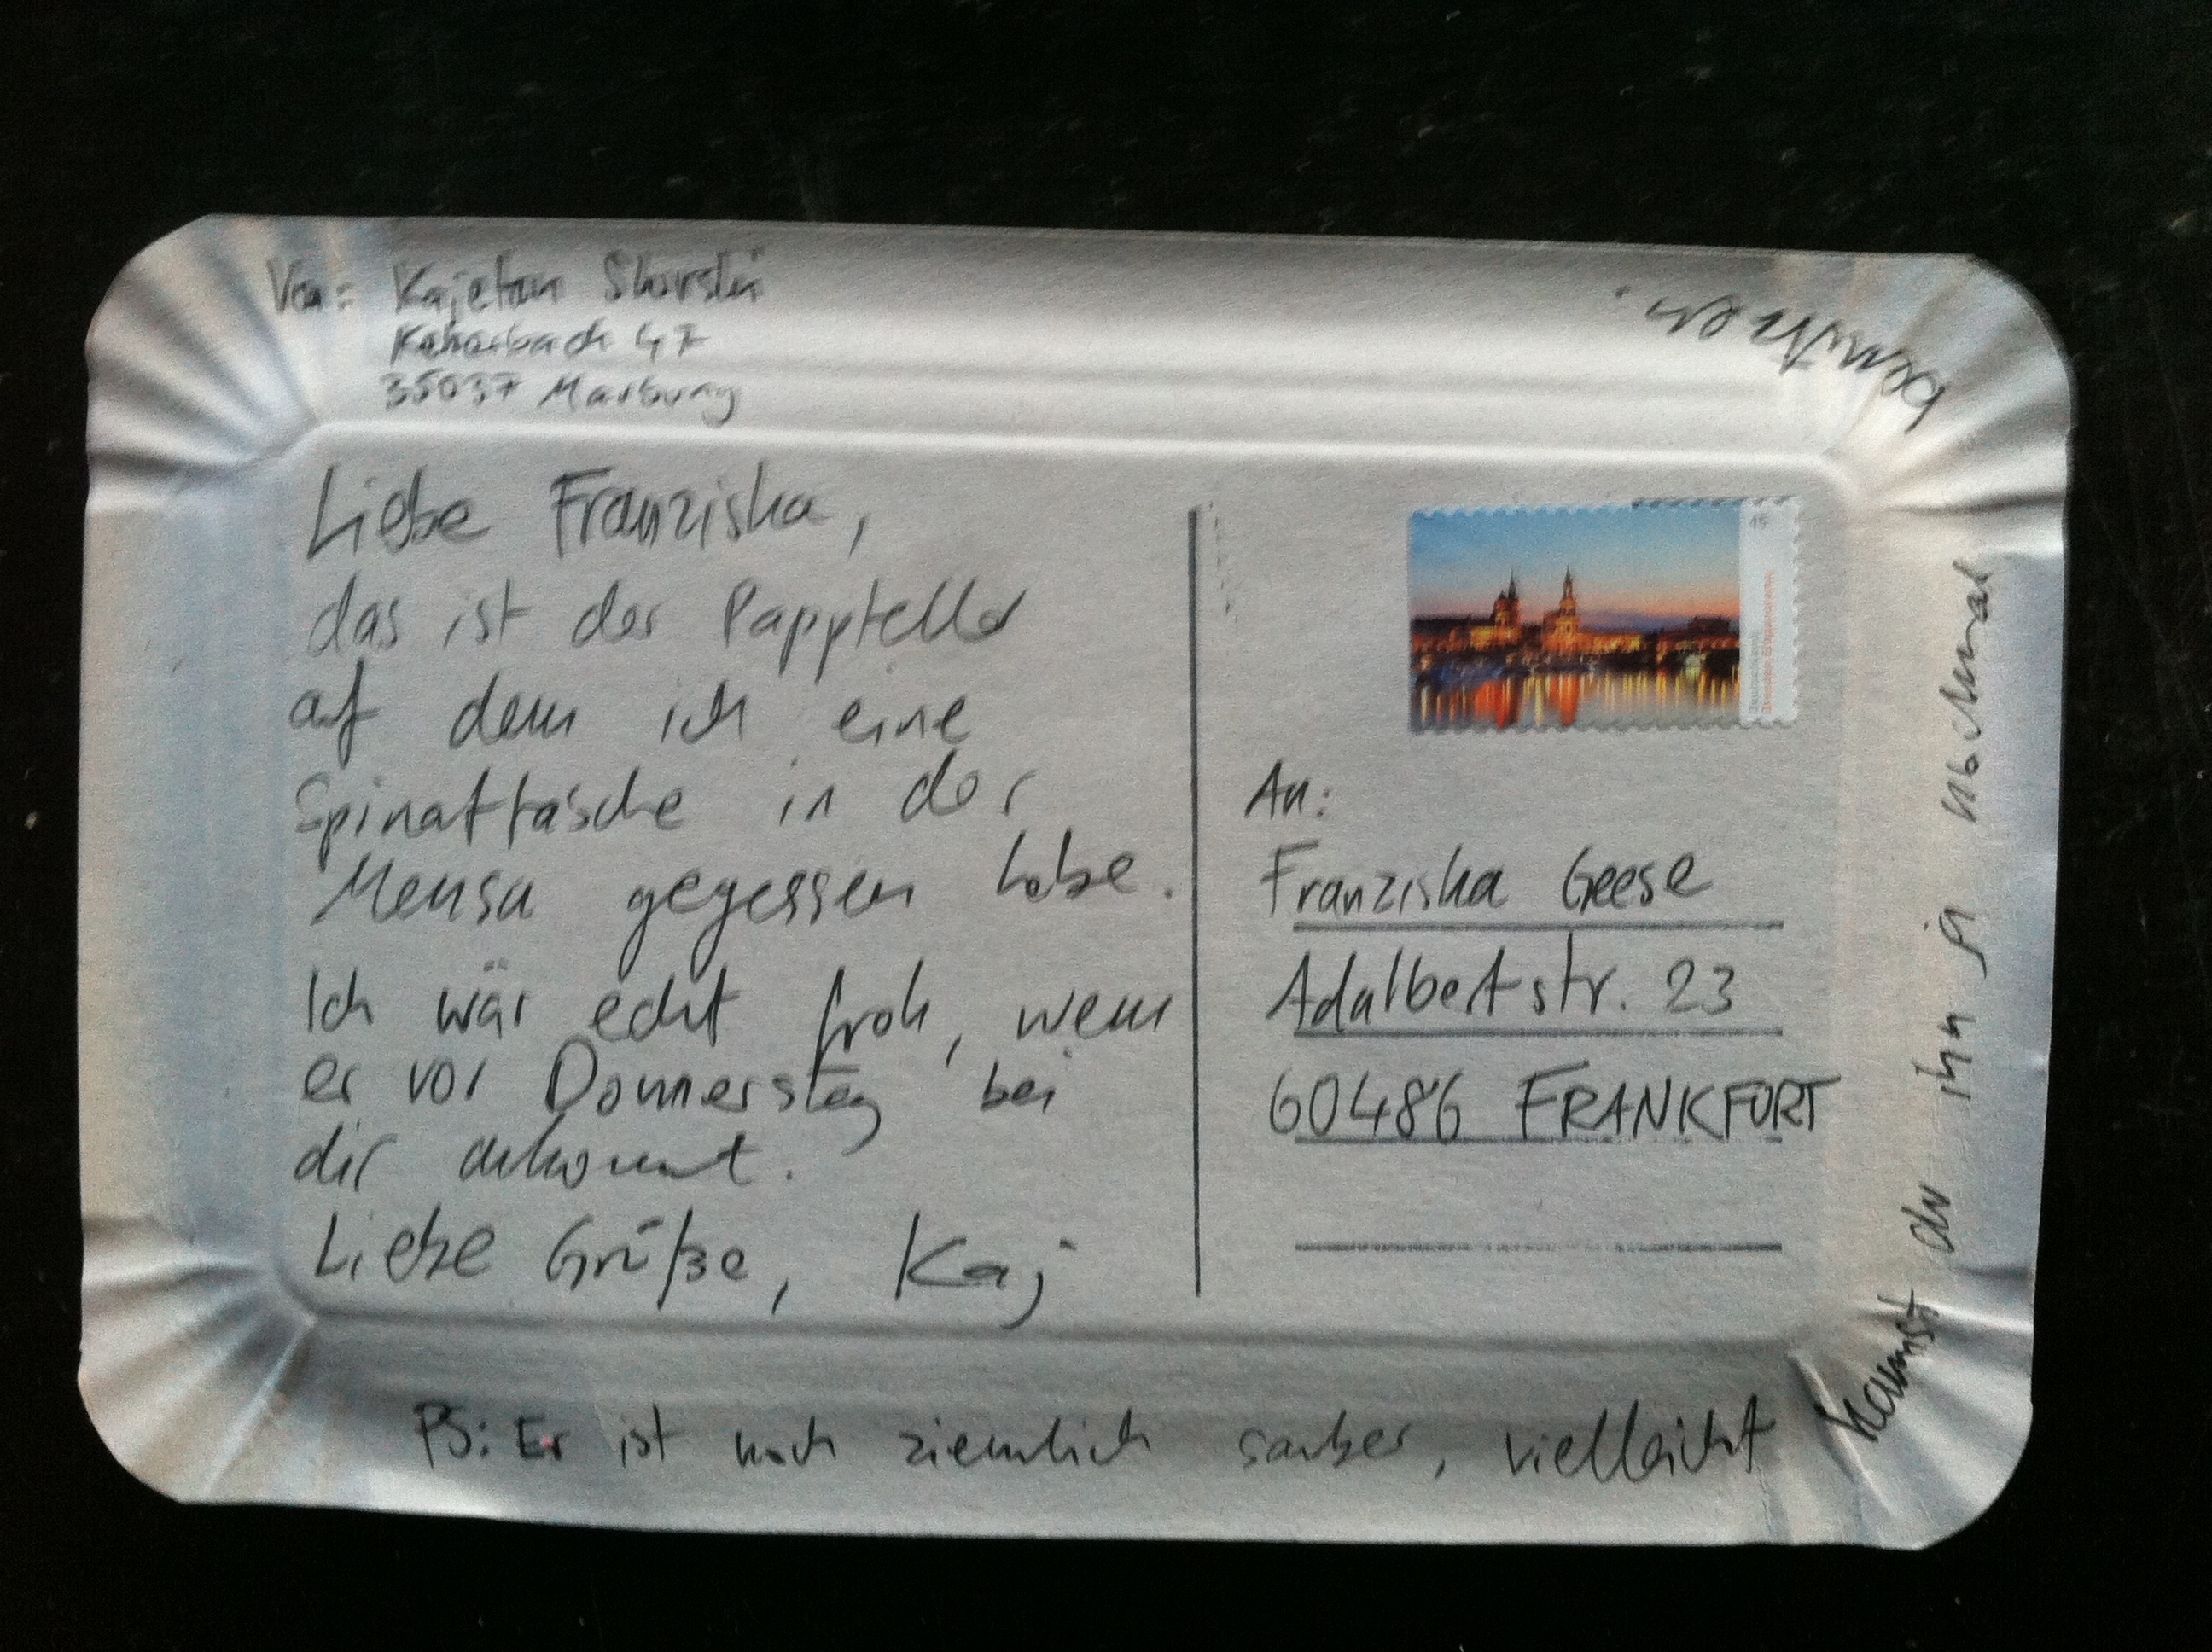 Von: Kajetan
47
35037 Marburg
Liebe Franziska,
das ist der Pappteller
auf dem ich eine
Spinattasche in der
Mensa gegessen habe.
Ich wär echt froh, wenn
er vor Donnerstag bei
dir ankommt.
Liebe Grüße, Kaj
PS: Er ist noch ziemlich sauber, vielleicht
kannst du ihn ja nochmal
benutzen.
45
An:
Franziska Geese
Adalbertstr. 23
60486 FRANKFURT